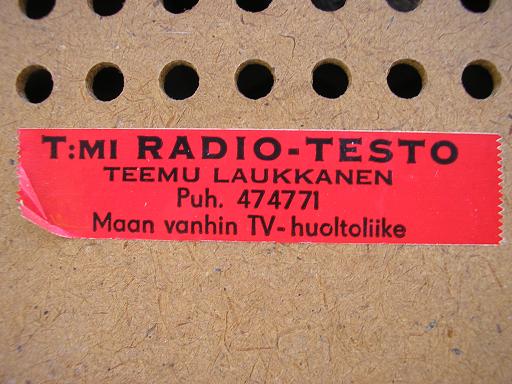 T:MI RADIO-TESTO
TEEMU LAUKKANEN
Puh. 474771
Maan vanhin TV-huoltoliike